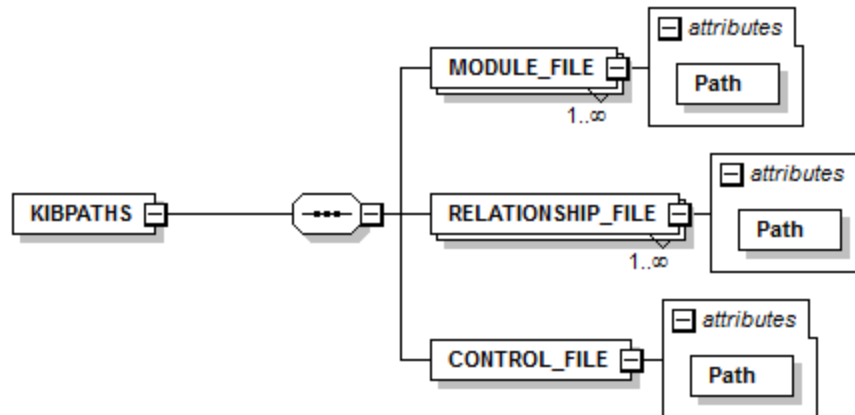 attributes
MODULE_FILE
Path
1..∞
attributes
KIBPATHS
RELATIONSHIP_FILE
Path
1..∞
attributes
CONTROL_FILE
Path